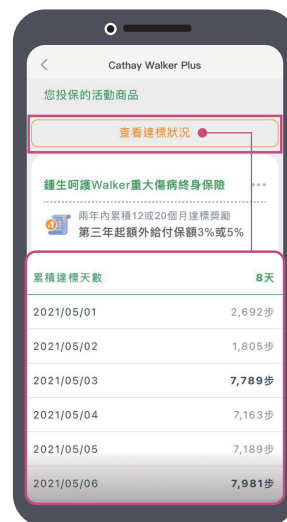 Cathay Walker Plus
您投保的活動商品
查看達標狀況
鍾生呵護Walker重大傷病終身保險
兩年內累積12或20個月達標獎勵
第三年起額外給付保額3%或5%
累積達標天數 8天
2021/05/01 2,692步
2021/05/02 1,805步
2021/05/03 7,789步
2021/05/04 7,163步
2021/05/05 7,189步
2021/05/06 7,981步